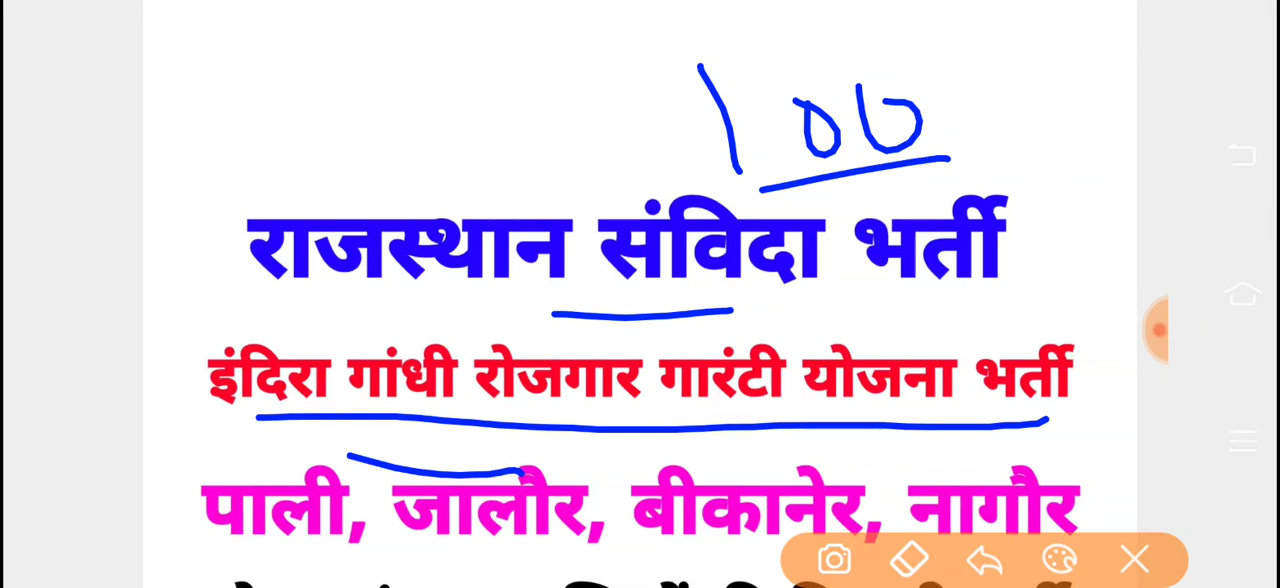 100
राजस्थान संविदा भर्ती
इंदिरा गांधी रोजगार गारंटी योजना भर्ती
पाली, जालौर, बीकानेर, नागौर